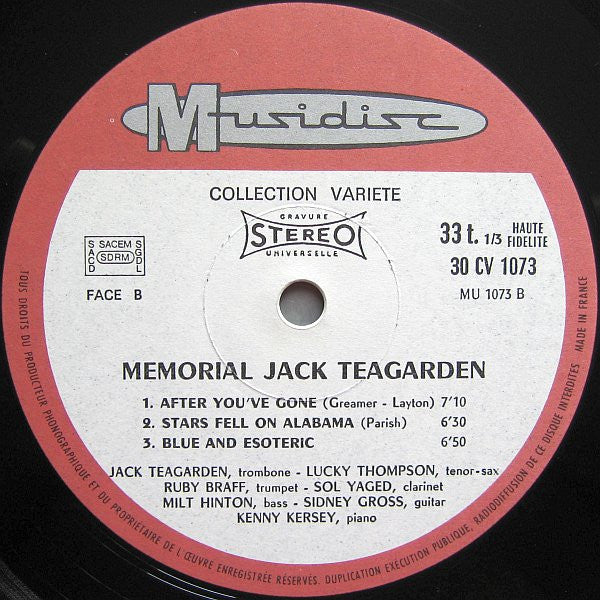 Musidisc
COLLECTION VARIETE
GRAVURE
STEREO
UNIVERSELLE
33 t. 1/3 HAUTE FIDELITE
30 CV 1073
MU 1073 B
SACD SACEM SDRM SGDL
FACE B
MEMORIAL JACK TEAGARDEN
1. AFTER YOU'VE GONE (Greamer - Layton) 7'10
2. STARS FELL ON ALABAMA (Parish) 6'30
3. BLUE AND ESOTERIC 6'50
JACK TEAGARDEN, trombone - LUCKY THOMPSON, tenor-sax
RUBY BRAFF, trumpet - SOL YAGED, clarinet
MILT HINTON, bass - SIDNEY GROSS, guitar
KENNY KERSEY, piano
TOUS DROITS DU PRODUCTEUR PHONOGRAPHIQUE ET DU PROPRIETAIRE DE L'ŒUVRE ENREGISTRÉE RÉSERVÉS. DUPLICATION EXÉCUTION PUBLIQUE, RADIODIFFUSION DE CE DISQUE INTERDITES MADE IN FRANCE